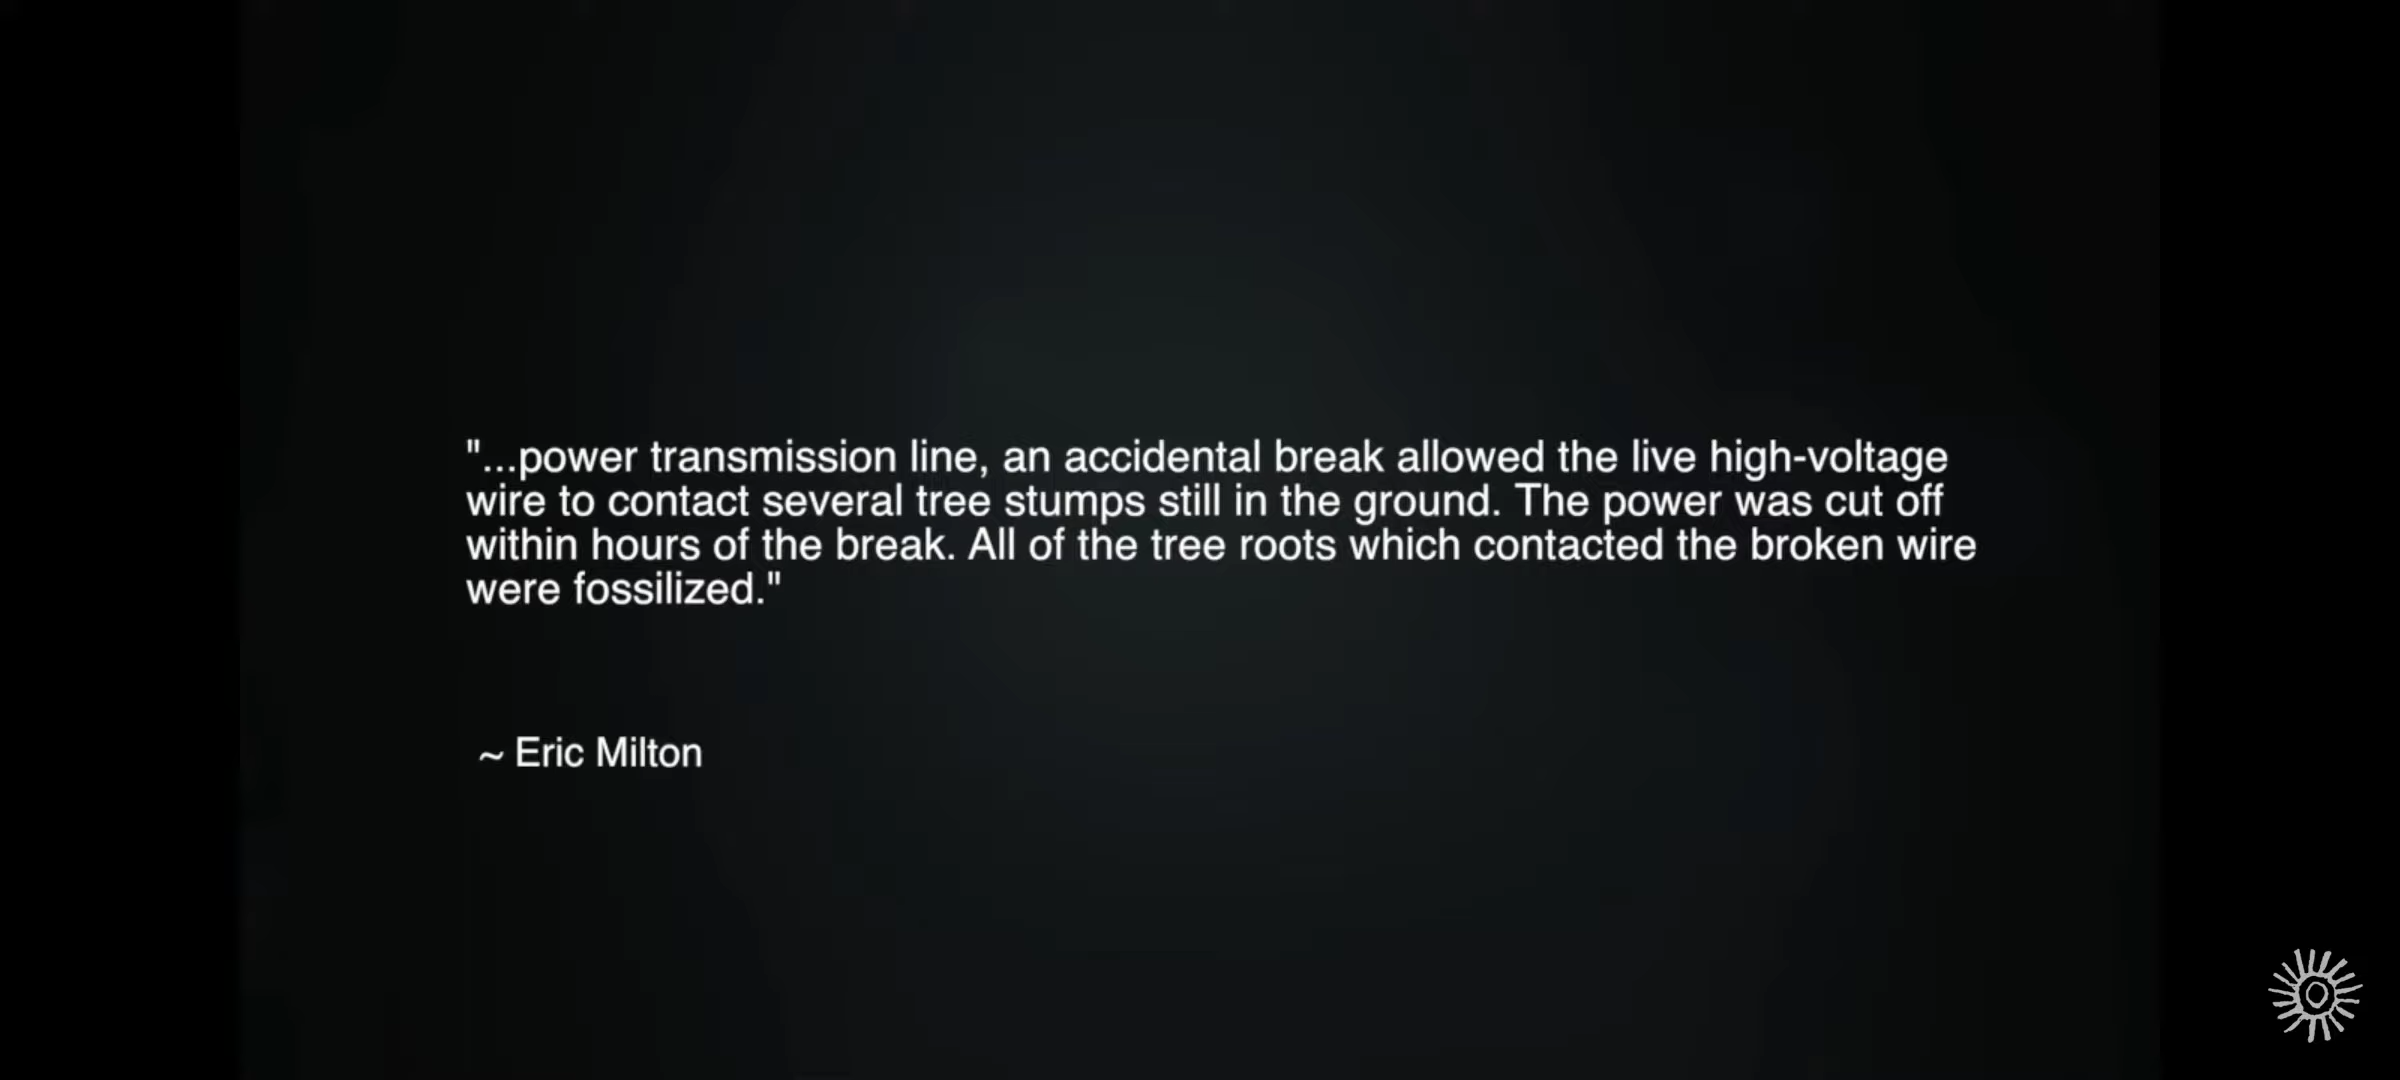 "...power transmission line, an accidental break allowed the live high-voltage
wire to contact several tree stumps still in the ground. The power was cut off
within hours of the break. All of the tree roots which contacted the broken wire
were fossilized."
~ Eric Milton